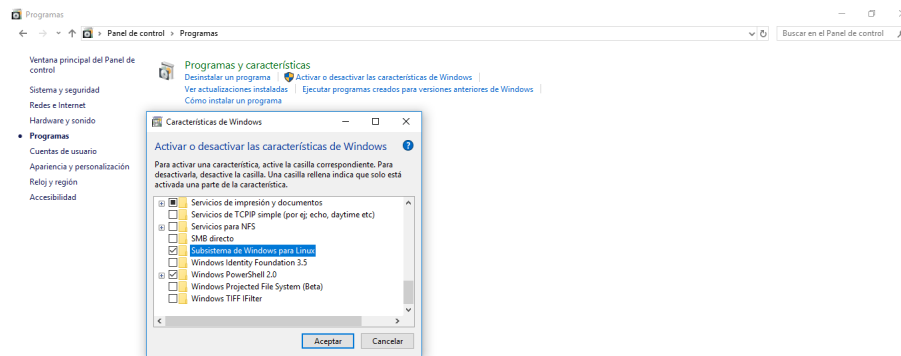 Programas
Panel de control > Programas
Buscar en el Panel de control
Ventana principal del Panel de
control
Sistema y seguridad
Redes e Internet
Hardware y sonido
Programas
Cuentas de usuario
Apariencia y personalización
Reloj y región
Accesibilidad
Programas y características
Desinstalar un programa | Activar o desactivar las características de Windows
Ver actualizaciones instaladas | Ejecutar programas creados para versiones anteriores de Windows
Cómo instalar un programa
Características de Windows
Activar o desactivar las características de Windows
Para activar una característica, active la casilla correspondiente. Para
desactivarla, desactive la casilla. Una casilla rellena indica que solo está
activada una parte de la característica.
Servicios de impresión y documentos
Servicios de TCPIP simple (por ej; echo, daytime etc)
Servicios para NFS
SMB directo
Subsistema de Windows para Linux
Windows Identity Foundation 3.5
Windows PowerShell 2.0
Windows Projected File System (Beta)
Windows TIFF IFilter
Aceptar
Cancelar